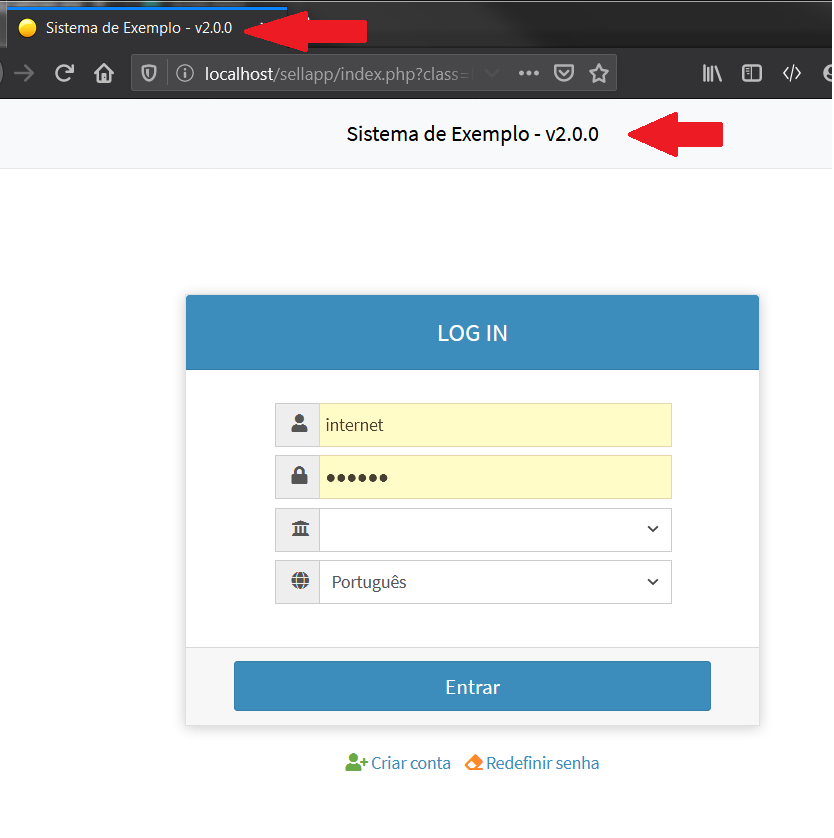 Sistema de Exemplo - v2.0.0
localhost/sellapp/index.php?class=
Sistema de Exemplo - v2.0.0
LOG IN
internet
••••••
Português
Entrar
Criar conta Redefinir senha